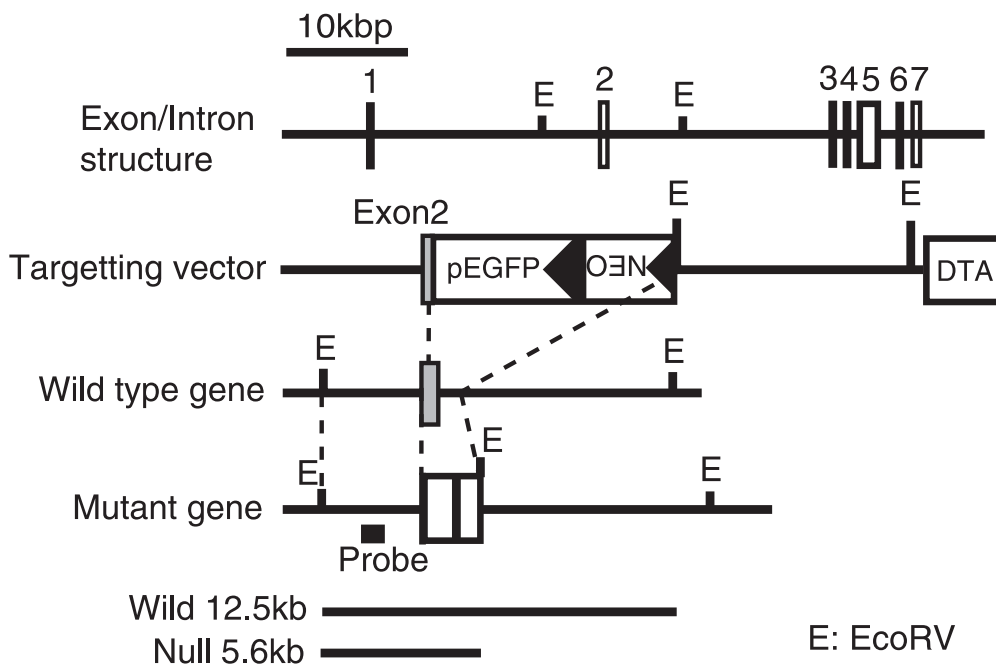 10kbp
1 E 2 E 3 4 5 6 7
Exon/Intron
structure
Exon2 E E
Targetting vector pEGFP NEO DTA
E E
Wild type gene
E E E
Mutant gene
Probe
Wild 12.5kb
Null 5.6kb
E: EcoRV